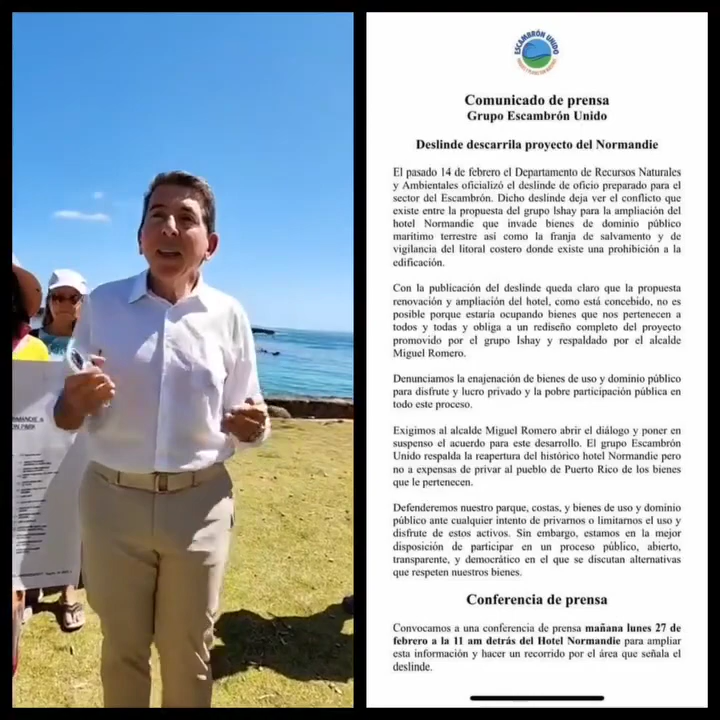 ESCAMBRÓN UNIDO
Comunicado de prensa
Grupo Escambrón Unido
Deslinde descarrila proyecto del Normandie
El pasado 14 de febrero el Departamento de Recursos Naturales
y Ambientales oficializó el deslinde de oficio preparado para el
sector del Escambrón. Dicho deslinde deja ver el conflicto que
existe entre la propuesta del grupo Ishay para la ampliación del
hotel Normandie que invade bienes de dominio público
marítimo terrestre así como la franja de salvamento y de
vigilancia del litoral costero donde existe una prohibición a la
edificación.
Con la publicación del deslinde queda claro que la propuesta
renovación y ampliación del hotel, como está concebido, no es
posible porque estaría ocupando bienes que nos pertenecen a
todos y todas y obliga a un rediseño completo del proyecto
promovido por el grupo Ishay y respaldado por el alcalde
Miguel Romero.
Denunciamos la enajenación de bienes de uso y dominio público
para disfrute y lucro privado y la pobre participación pública en
todo este proceso.
Exigimos al alcalde Miguel Romero abrir el diálogo y poner en
suspenso el acuerdo para este desarrollo. El grupo Escambrón
Unido respalda la reapertura del histórico hotel Normandie pero
no a expensas de privar al pueblo de Puerto Rico de los bienes
que le pertenecen.
Defenderemos nuestro parque, costas, y bienes de uso y dominio
público ante cualquier intento de privarnos o limitarnos el uso y
disfrute de estos activos. Sin embargo, estamos en la mejor
disposición de participar en un proceso público, abierto,
transparente, y democrático en el que se discutan alternativas
que respeten nuestros bienes.
Conferencia de prensa
Convocamos a una conferencia de prensa mañana lunes 27 de
febrero a la 11 am detrás del Hotel Normandie para ampliar
esta información y hacer un recorrido por el área que señala el
deslinde.